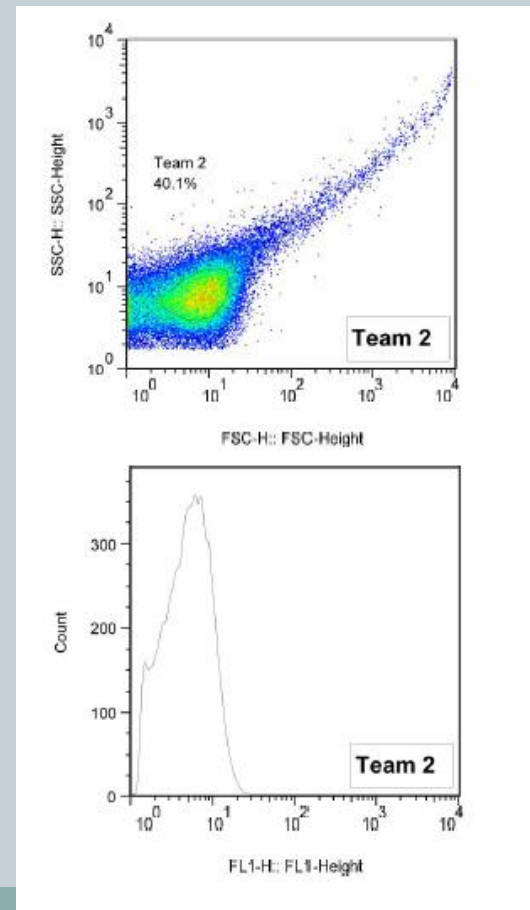 10^4
10^3
10^2
10^1
10^0
SSC-H:: SSC-Height
Team 2
40.1%
Team 2
10^0 10^1 10^2 10^3 10^4
FSC-H:: FSC-Height
300
200
100
0
Count
Team 2
10^0 10^1 10^2 10^3 10^4
FL1-H:: FL1-Height